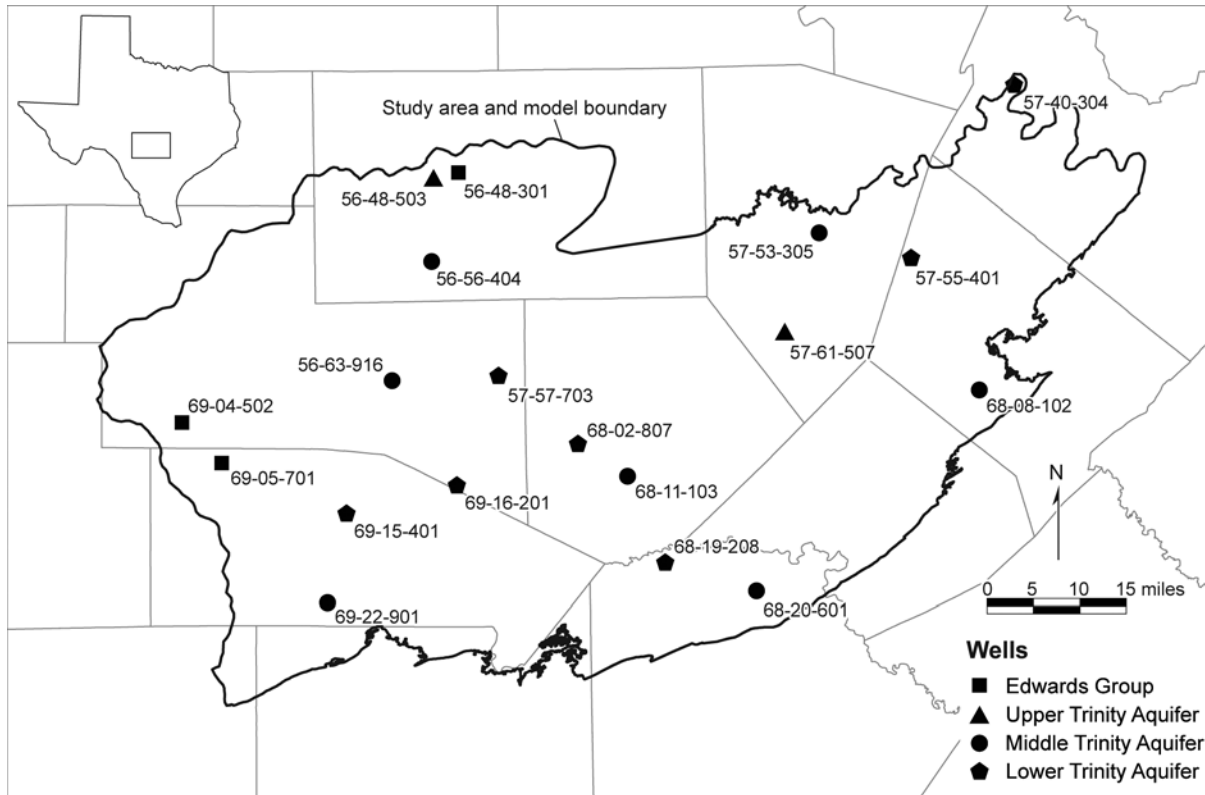 57-40-304
Study area and model boundary
56-48-503
56-48-301
57-53-305
56-56-404
57-55-401
57-61-507
56-63-916
57-57-703
68-08-102
69-04-502
68-02-807
69-05-701
69-16-201
68-11-103
69-15-401
N
68-19-208
0 5 10 15 miles
69-22-901
68-20-601
Wells
Edwards Group
Upper Trinity Aquifer
Middle Trinity Aquifer
Lower Trinity Aquifer